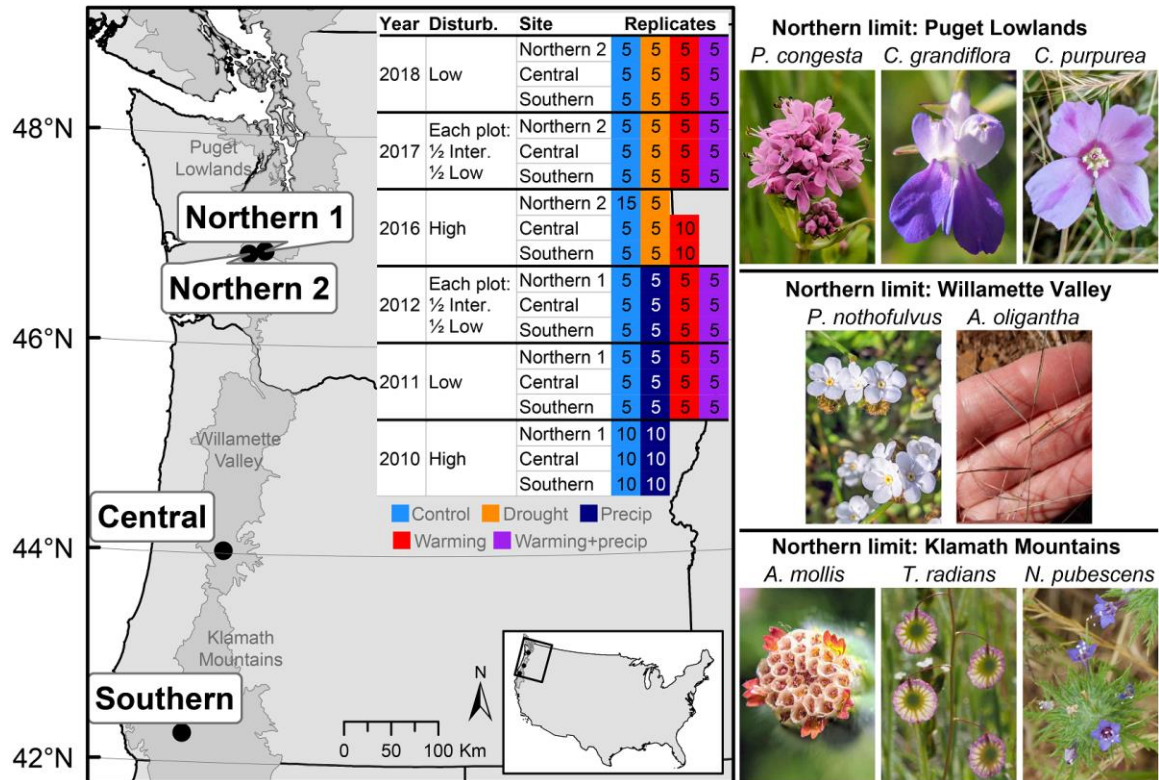 Year Disturb. Site Replicates
2018 Low
Northern 2 5 5 5 5
Central 5 5 5 5
Southern 5 5 5 5
2017 Each plot: ½ Inter. ½ Low
Northern 2 5 5 5 5
Central 5 5 5 5
Southern 5 5 5 5
2016 High
Northern 2 15 5
Central 5 5 10
Southern 5 5 10
2012 Each plot: ½ Inter. ½ Low
Northern 1 5 5 5 5
Central 5 5 5 5
Southern 5 5 5 5
2011 Low
Northern 1 5 5 5 5
Central 5 5 5 5
Southern 5 5 5 5
2010 High
Northern 1 10 10
Central 10 10
Southern 10 10
Control Drought Precip
Warming Warming+precip
48°N
46°N
44°N
42°N
Puget
Lowlands
Northern 1
Northern 2
Willamette
Valley
Central
Klamath
Mountains
Southern
N
0 50 100 Km
Northern limit: Puget Lowlands
P. congesta C. grandiflora C. purpurea
Northern limit: Willamette Valley
P. nothofulvus A. oligantha
Northern limit: Klamath Mountains
A. mollis T. radians N. pubescens